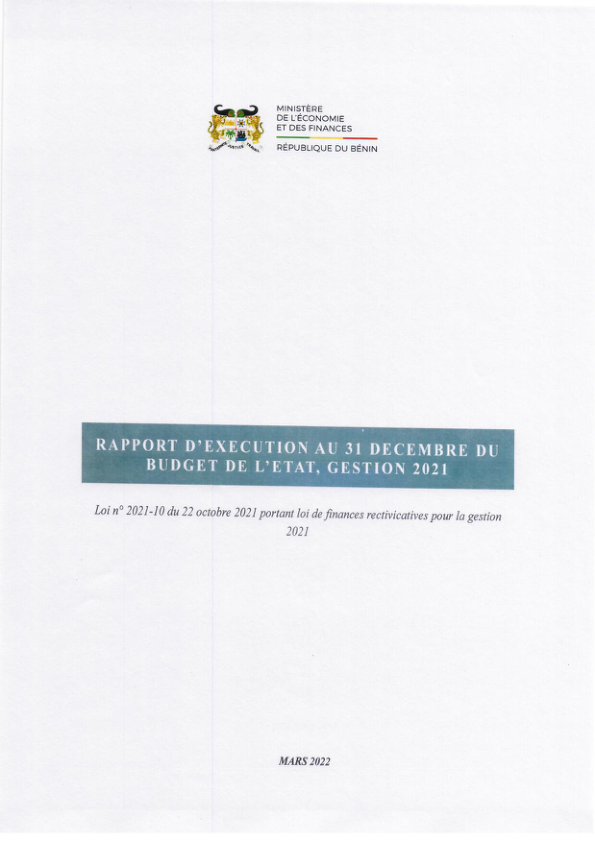 MINISTÈRE
DE L'ÉCONOMIE
ET DES FINANCES
RÉPUBLIQUE DU BÉNIN
RAPPORT D'EXECUTION AU 31 DECEMBRE DU
BUDGET DE L'ETAT, GESTION 2021
Loi n° 2021-10 du 22 octobre 2021 portant loi de finances rectivicatives pour la gestion
2021
MARS 2022